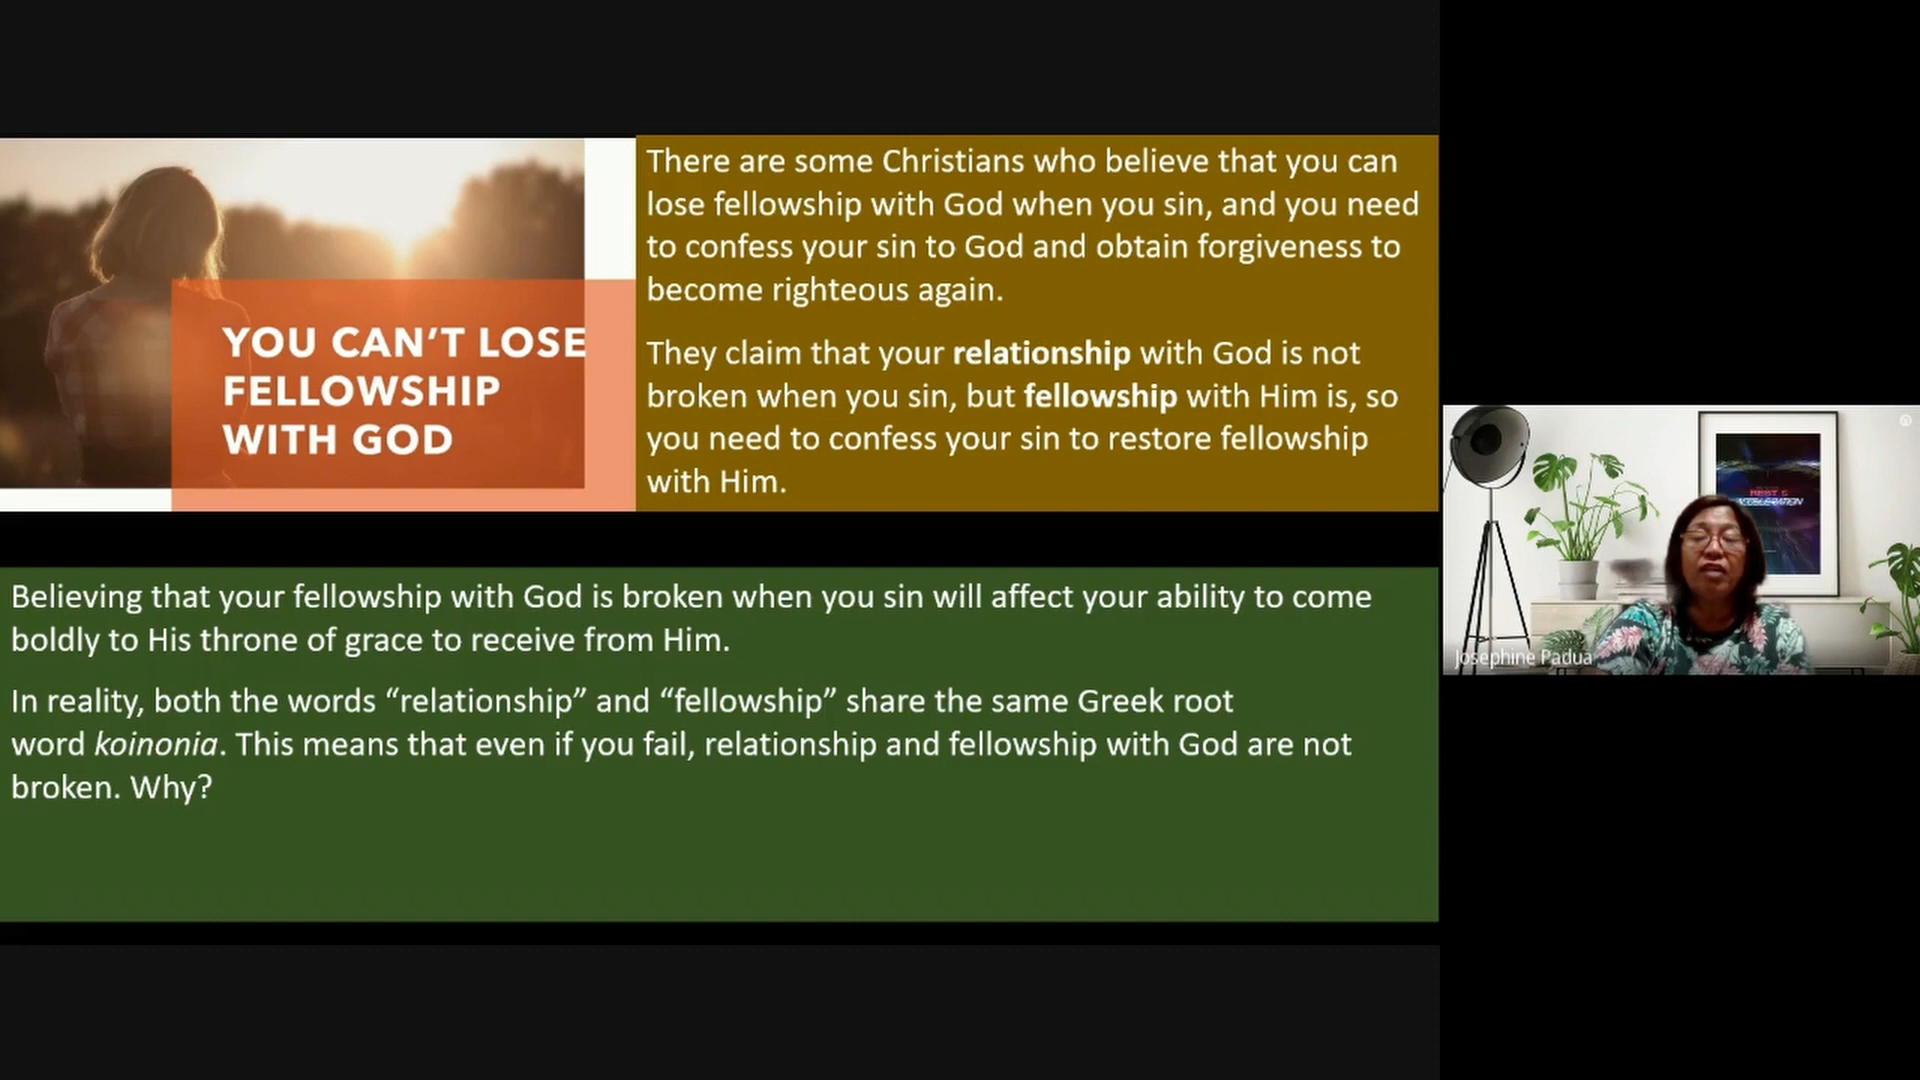 YOU CAN’T LOSE
FELLOWSHIP
WITH GOD
There are some Christians who believe that you can
lose fellowship with God when you sin, and you need
to confess your sin to God and obtain forgiveness to
become righteous again.
They claim that your relationship with God is not
broken when you sin, but fellowship with Him is, so
you need to confess your sin to restore fellowship
with Him.
Believing that your fellowship with God is broken when you sin will affect your ability to come
boldly to His throne of grace to receive from Him.
In reality, both the words “relationship” and “fellowship” share the same Greek root
word koinonia. This means that even if you fail, relationship and fellowship with God are not
broken. Why?
REST &
ACCELERATION
Josephine Padua